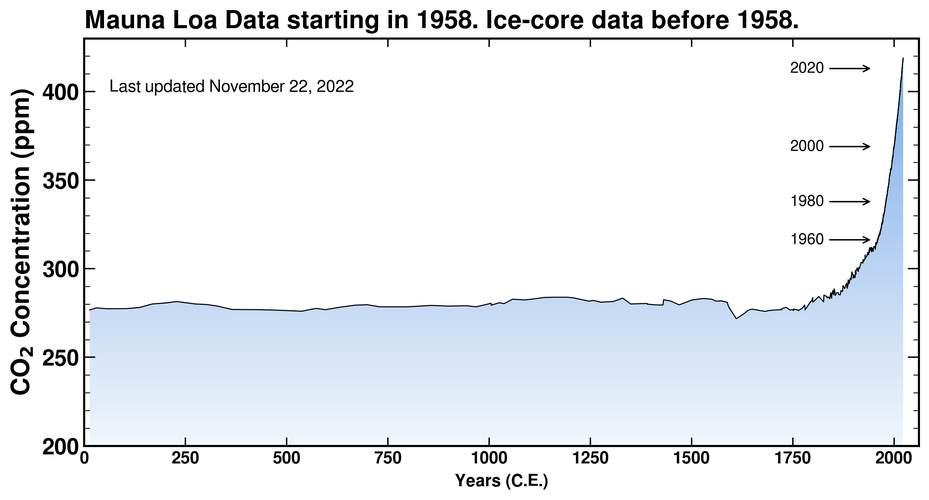 Mauna Loa Data starting in 1958. Ice-core data before 1958.
Last updated November 22, 2022
CO₂ Concentration (ppm)
400
350
300
250
200
2020
2000
1980
1960
0 250 500 750 1000 1250 1500 1750 2000
Years (C.E.)